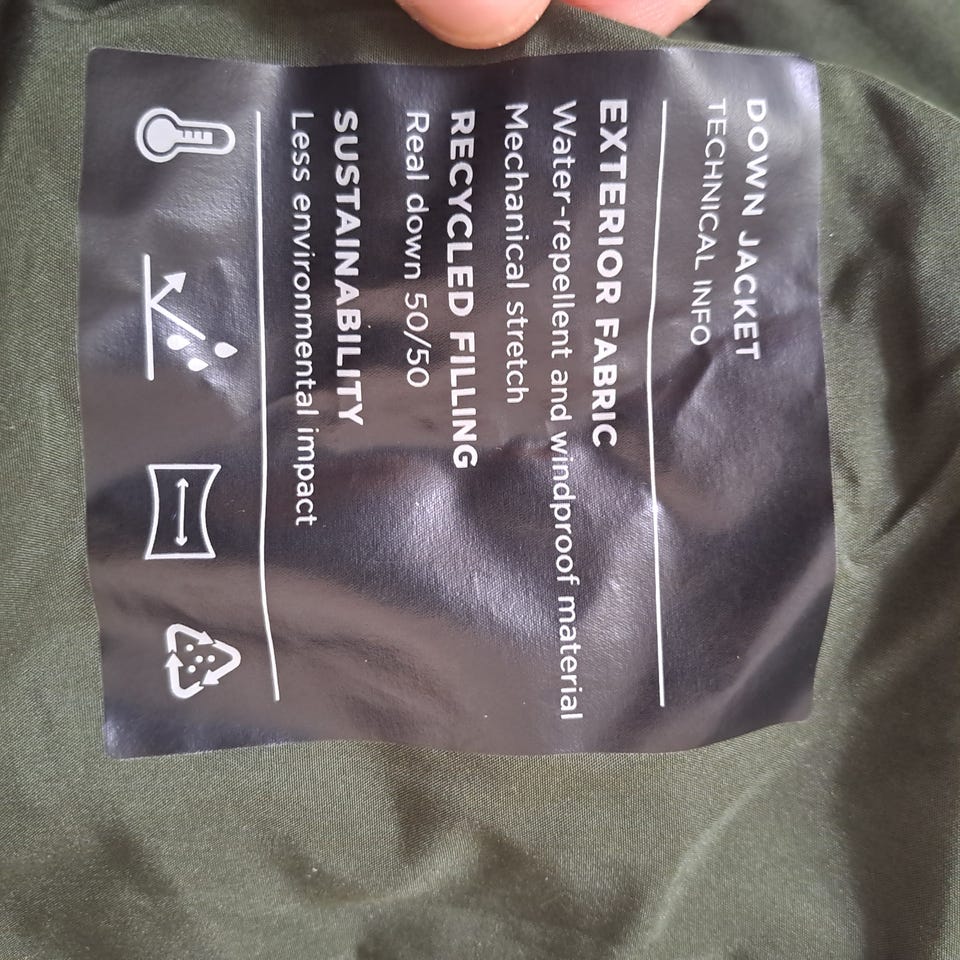 DOWN JACKET
TECHNICAL INFO
EXTERIOR FABRIC
Water-repellent and windproof material
Mechanical stretch
RECYCLED FILLING
Real down 50/50
SUSTAINABILITY
Less environmental impact